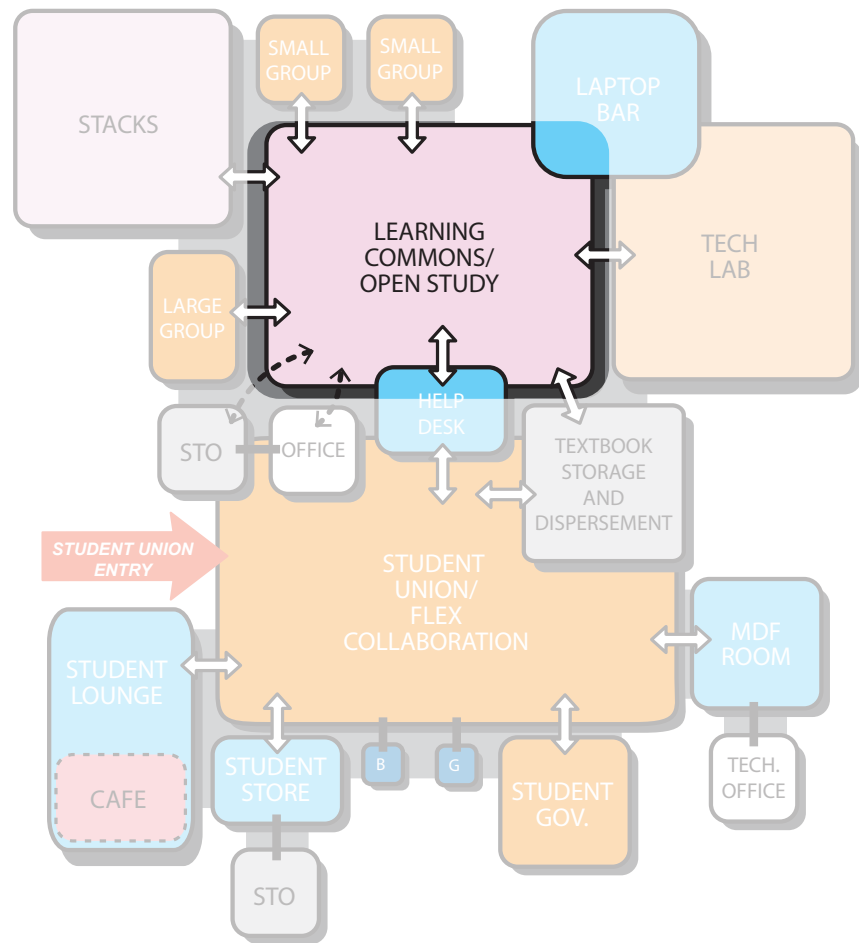 SMALL
GROUP
SMALL
GROUP
LAPTOP
BAR
STACKS
LEARNING
COMMONS/
OPEN STUDY
TECH
LAB
LARGE
GROUP
HELP
DESK
STO
OFFICE
TEXTBOOK
STORAGE
AND
DISPERSEMENT
STUDENT UNION
ENTRY
STUDENT
UNION/
FLEX
COLLABORATION
MDF
ROOM
STUDENT
LOUNGE
CAFE
STUDENT
STORE
B
G
STUDENT
GOV.
TECH.
OFFICE
STO